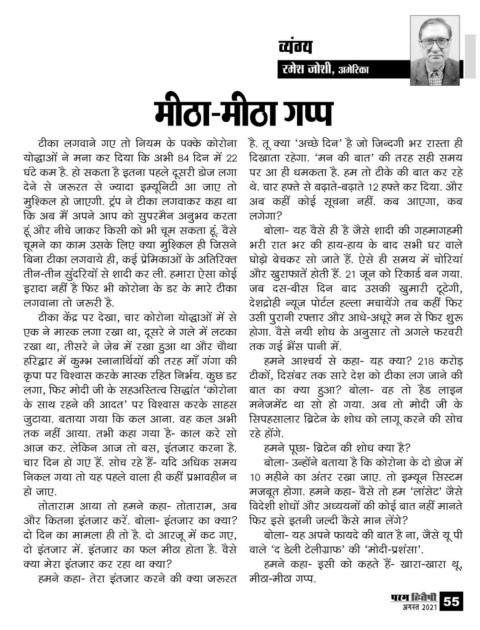 व्यंग्य
रमेश जोशी, अमेरिका
मीठा-मीठा गप्प
टीका लगवाने गए तो नियम के पक्के कोरोना
योद्धाओं ने मना कर दिया कि अभी 84 दिन में 22
घंटे कम है. हो सकता है इतना पहले दूसरी डोज़ लगा
देने से जरूरत से ज्यादा इम्यूनिटी आ जाए तो
मुश्किल हो जाएगी. ट्रंप ने टीका लगवाकर कहा था
कि अब मैं अपने आप को सुपरमैन अनुभव करता
हूं और नीचे जाकर किसी को भी चूम सकता हूं. वैसे
चूमने का काम उसके लिए क्या मुश्किल ही जिसने
बिना टीका लगवाये ही, कई प्रेमिकाओं के अतिरिक्त
तीन-तीन सुंदरियों से शादी कर ली. हमारा ऐसा कोई
इरादा नहीं है फिर भी कोरोना के डर के मारे टीका
लगवाना तो जरूरी है.
टीका केंद्र पर देखा, चार कोरोना योद्धाओं में से
एक ने मास्क लगा रखा था, दूसरे ने गले में लटका
रखा था, तीसरे ने जेब में रखा हुआ था और चौथा
हरिद्वार में कुम्भ स्नानार्थियों की तरह माँ गंगा की
कृपा पर विश्वास करके मास्क रहित निर्भय. कुछ डर
लगा, फिर मोदी जी के सहअस्तित्व सिद्धांत 'कोरोना
के साथ रहने की आदत' पर विश्वास करके साहस
जुटाया. बताया गया कि कल आना. वह कल अभी
तक नहीं आया. तभी कहा गया है- काल करे सो
आज कर. लेकिन आज तो बस, इंतजार करना है.
चार दिन हो गए हैं. सोच रहे हैं- यदि अधिक समय
निकल गया तो यह पहले वाला ही कहीं प्रभावहीन न
हो जाए.
तोताराम आया तो हमने कहा- तोताराम, अब
और कितना इंतजार करें. बोला- इंतजार का क्या?
दो दिन का मामला ही तो है. दो आरजू में कट गए,
दो इंतजार में. इंतजार का फल मीठा होता है. वैसे
क्या मेरा इंतजार कर रहा था क्या?
हमने कहा- तेरा इंतजार करने की क्या जरूरत
है. तू क्या 'अच्छे दिन' है जो जिन्दगी भर रास्ता ही
दिखाता रहेगा. 'मन की बात' की तरह सही समय
पर आ ही धमकता है. हम तो टीके की बात कर रहे
थे. चार हफ्ते से बढ़ाते-बढ़ाते 12 हफ्ते कर दिया. और
अब कहीं कोई सूचना नहीं. कब आएगा, कब
लगेगा?
बोला- यह वैसे ही है जैसे शादी की गहमागहमी
भरी रात भर की हाय-हाय के बाद सभी घर वाले
घोड़े बेचकर सो जाते हैं. ऐसे ही समय में चोरियां
और खुराफातें होती हैं. 21 जून को रिकार्ड बन गया.
जब दस-बीस दिन बाद उसकी खुमारी टूटेगी,
देशद्रोही न्यूज पोर्टल हल्ला मचायेंगे तब कहीं फिर
उसी पुरानी रफ्तार और आधे-अधूरे मन से फिर शुरू
होगा. वैसे नयी शोध के अनुसार तो अगले फरवरी
तक गई भैंस पानी में.
हमने आश्चर्य से कहा- यह क्या? 218 करोड़
टीकों, दिसंबर तक सारे देश को टीका लग जाने की
बात का क्या हुआ? बोला- वह तो हैड लाइन
मनेजमेंट था सो हो गया. अब तो मोदी जी के
सिपहसालार ब्रिटेन के शोध को लागू करने की सोच
रहे होंगे.
हमने पूछा- ब्रिटेन की शोध क्या है?
बोला- उन्होंने बताया है कि कोरोना के दो डोज में
10 महीने का अंतर रखा जाए. तो इम्यून सिस्टम
मजबूत होगा. हमने कहा- वैसे तो हम 'लांसेट' जैसे
विदेशी शोधों और अध्ययनों की कोई बात नहीं मानते
फिर इसे इतनी जल्दी कैसे मान लेंगे?
बोला- यह अपने फायदे की बात है ना, जैसे यू पी
वाले 'द डेली टेलीग्राफ' की 'मोदी-प्रशंसा'.
हमने कहा- इसी को कहते हैं- खारा-खारा थू,
मीठा-मीठा गप्प.
परम हितैषी
अगस्त 2021
55